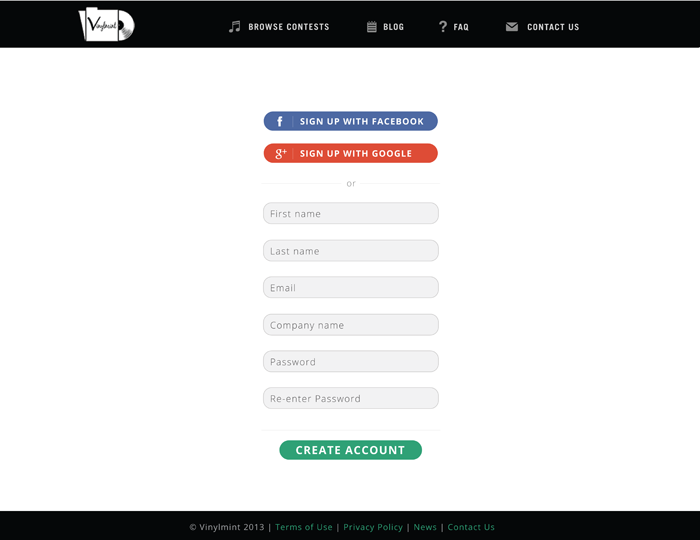 Vinylmint
BROWSE CONTESTS
BLOG
FAQ
CONTACT US
f SIGN UP WITH FACEBOOK
g+ SIGN UP WITH GOOGLE
or
First name
Last name
Email
Company name
Password
Re-enter Password
CREATE ACCOUNT
© Vinylmint 2013 | Terms of Use | Privacy Policy | News | Contact Us